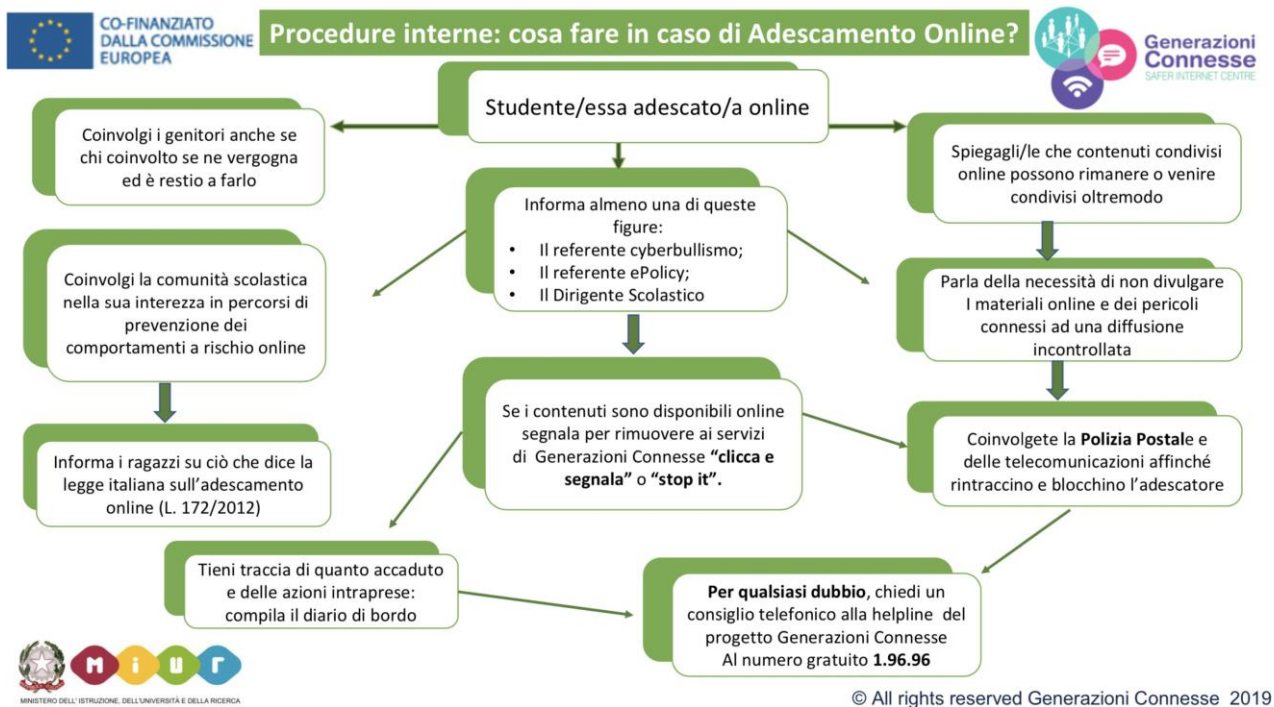 CO-FINANZIATO
DALLA COMMISSIONE
EUROPEA
Procedure interne: cosa fare in caso di Adescamento Online?
Generazioni
Connesse
SAFER INTERNET CENTRE
Studente/essa adescato/a online
Coinvolgi i genitori anche se
chi coinvolto se ne vergogna
ed è restio a farlo
Spiegagli/le che contenuti condivisi
online possono rimanere o venire
condivisi oltremodo
Informa almeno una di queste
figure:
• Il referente cyberbullismo;
• Il referente ePolicy;
• Il Dirigente Scolastico
Coinvolgi la comunità scolastica
nella sua interezza in percorsi di
prevenzione dei
comportamenti a rischio online
Parla della necessità di non divulgare
I materiali online e dei pericoli
connessi ad una diffusione
incontrollata
Se i contenuti sono disponibili online
segnala per rimuovere ai servizi
di Generazioni Connesse “clicca e
segnala” o “stop it”.
Informa i ragazzi su ciò che dice la
legge italiana sull’adescamento
online (L. 172/2012)
Coinvolgete la Polizia Postale e
delle telecomunicazioni affinché
rintraccino e blocchino l’adescatore
Tieni traccia di quanto accaduto
e delle azioni intraprese:
compila il diario di bordo
Per qualsiasi dubbio, chiedi un
consiglio telefonico alla helpline del
progetto Generazioni Connesse
Al numero gratuito 1.96.96
MiUr
MINISTERO DELL' ISTRUZIONE, DELL'UNIVERSITÀ E DELLA RICERCA
© All rights reserved Generazioni Connesse 2019